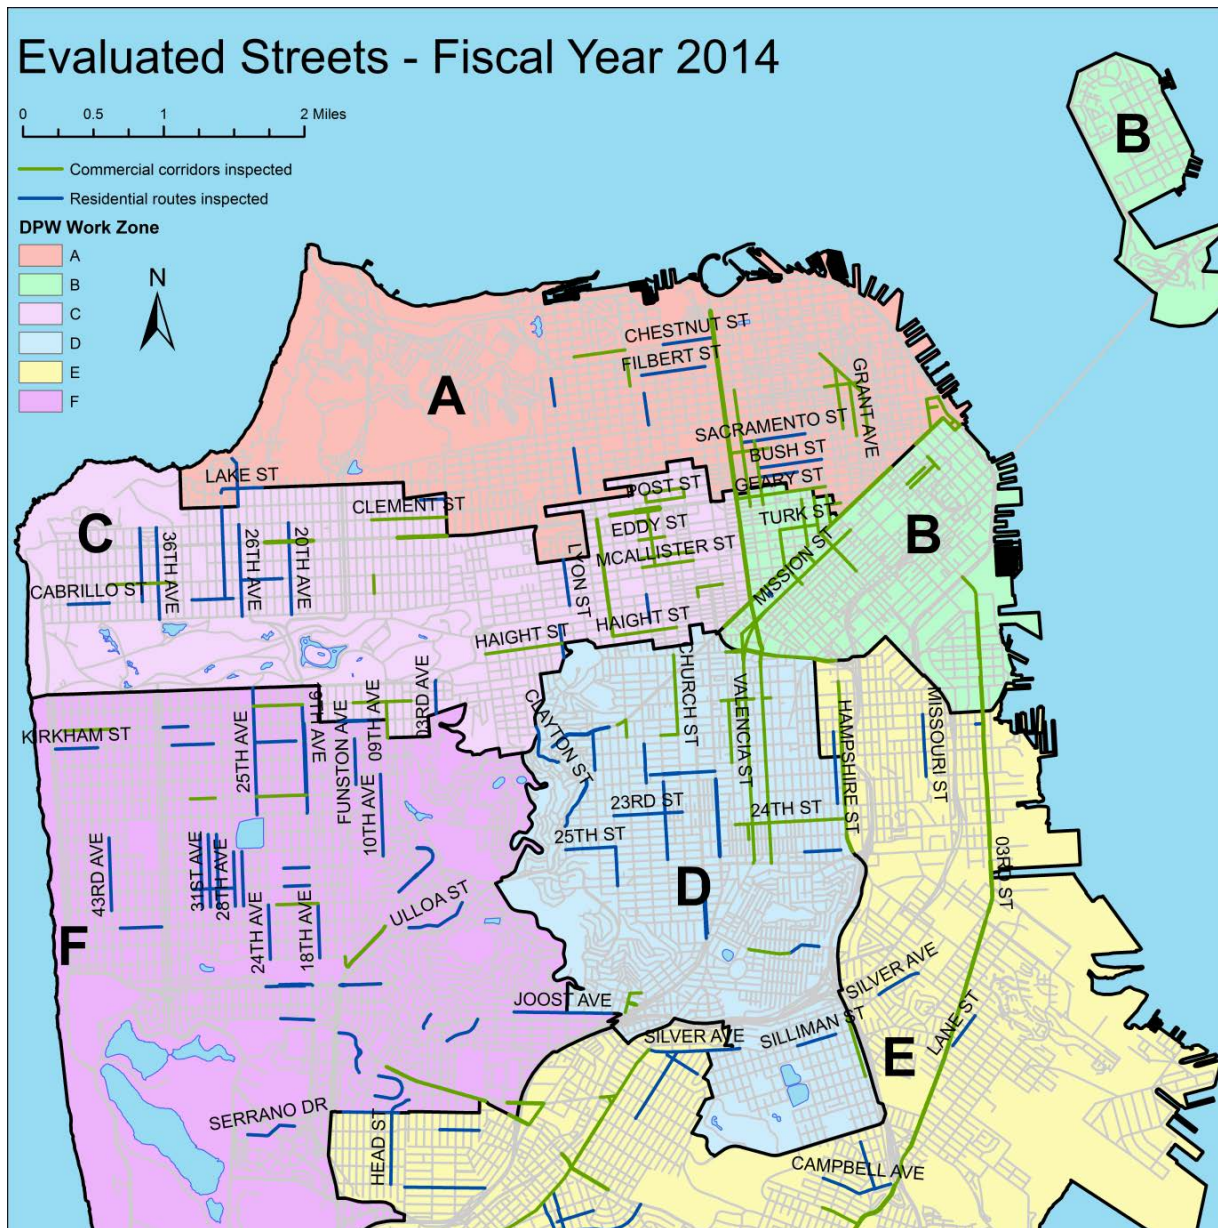 Evaluated Streets - Fiscal Year 2014
0 0.5 1 2 Miles
Commercial corridors inspected
Residential routes inspected
DPW Work Zone
A
B
C
D
E
F
N
B
CHESTNUT ST
FILBERT ST
GRANT AVE
A
SACRAMENTO ST
BUSH ST
GEARY ST
LAKE ST
CLEMENT ST
POST ST
EDDY ST
TURK ST
MCALLISTER ST
MISSION ST
B
C
36TH AVE
26TH AVE
20TH AVE
CABRILLO ST
LYON ST
HAIGHT ST
HAIGHT ST
03RD AVE
CHURCH ST
VALENCIA ST
CLAYTON ST
HAMPSHIRE ST
MISSOURI ST
KIRKHAM ST
25TH AVE
FUNSTON AVE
09TH AVE
10TH AVE
23RD ST
24TH ST
25TH ST
03RD ST
43RD AVE
31ST AVE
28TH AVE
24TH AVE
18TH AVE
ULLOA ST
D
F
SILVER AVE
JOOST AVE
SILVER AVE
SILLIMAN ST
LANE ST
E
SERRANO DR
HEAD ST
CAMPBELL AVE